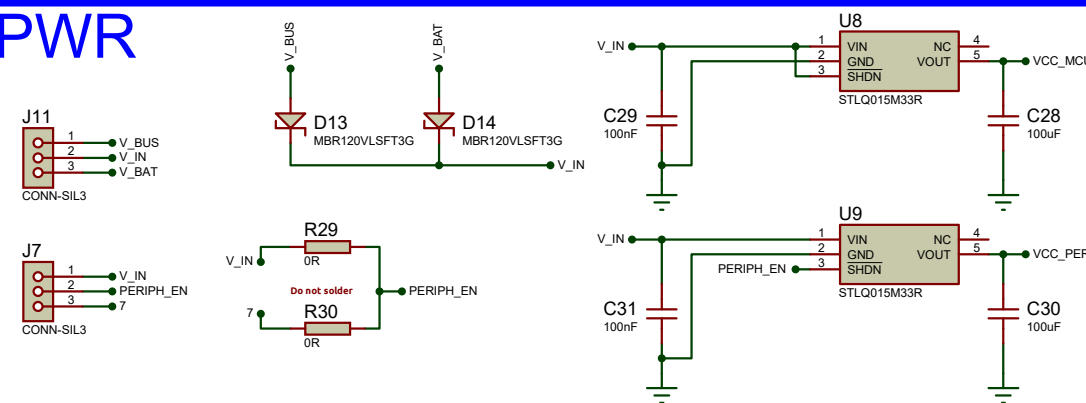 PWR
J11
1
2
3
V_BUS
V_IN
V_BAT
CONN-SIL3
J7
1
2
3
V_IN
PERIPH_EN
7
CONN-SIL3
V_BUS
V_BAT
D13
MBR120VLSFT3G
D14
MBR120VLSFT3G
V_IN
R29
0R
V_IN
Do not solder
PERIPH_EN
7
R30
0R
U8
V_IN
1
2
3
VIN
GND
SHDN
NC
VOUT
4
5
VCC_MCU
STLQ015M33R
C29
100nF
C28
100uF
U9
V_IN
1
2
PERIPH_EN
3
VIN
GND
SHDN
NC
VOUT
4
5
VCC_PER
STLQ015M33R
C31
100nF
C30
100uF